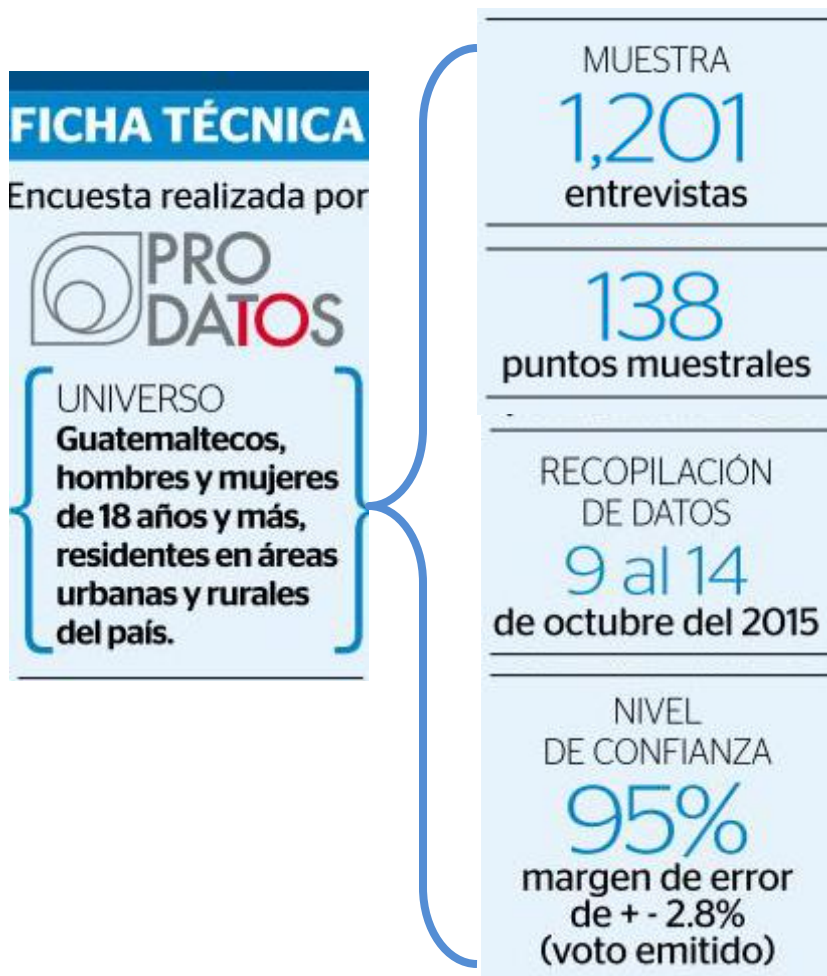 FICHA TÉCNICA
Encuesta realizada por
PRO
DATOS
UNIVERSO
Guatemaltecos,
hombres y mujeres
de 18 años y más,
residentes en áreas
urbanas y rurales
del país.
MUESTRA
1,201
entrevistas
138
puntos muestrales
RECOPILACIÓN
DE DATOS
9 al 14
de octubre del 2015
NIVEL
DE CONFIANZA
95%
margen de error
de + - 2.8%
(voto emitido)